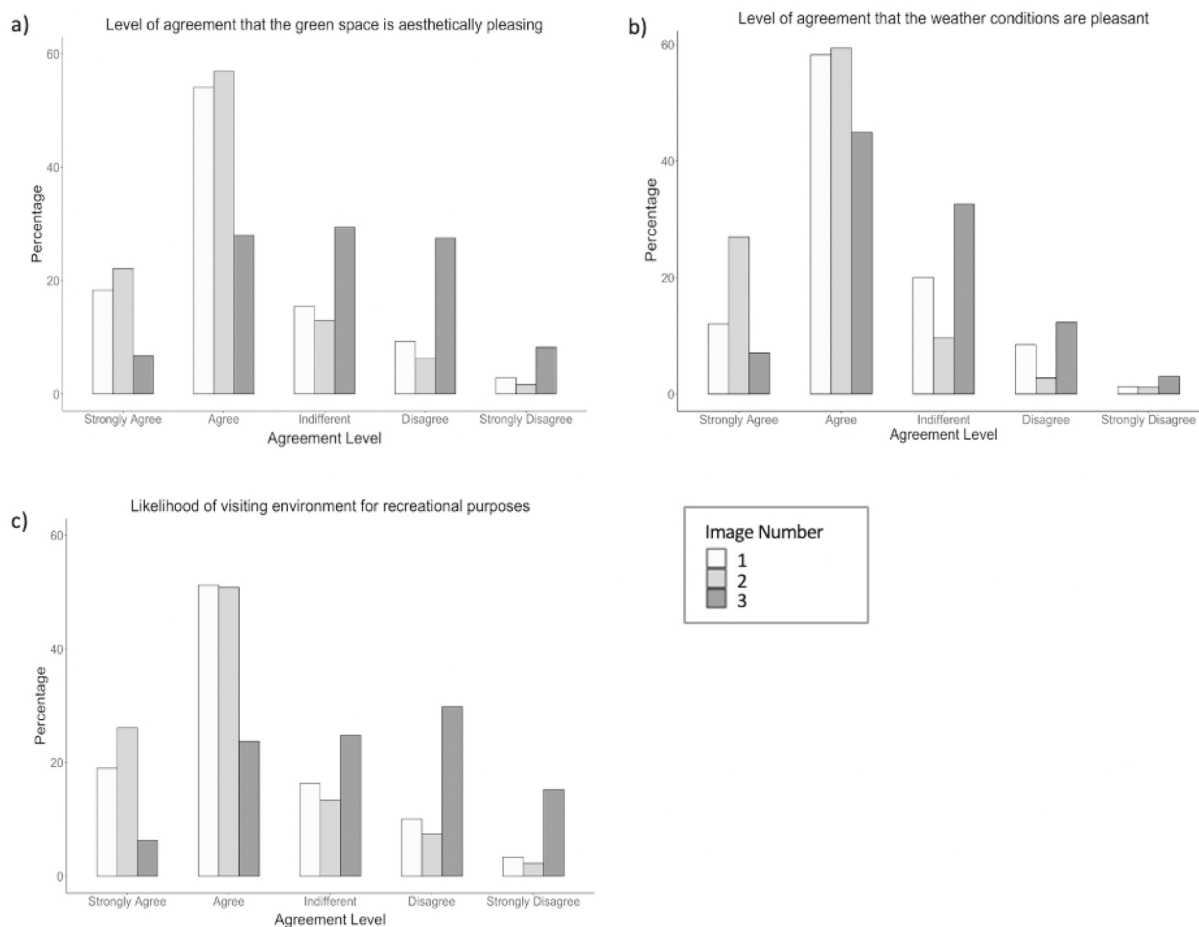 a)
Level of agreement that the green space is aesthetically pleasing
60
40
20
0
Percentage
Strongly Agree Agree Indifferent Disagree Strongly Disagree
Agreement Level
b)
Level of agreement that the weather conditions are pleasant
60
40
20
0
Percentage
Strongly Agree Agree Indifferent Disagree Strongly Disagree
Agreement Level
c)
Likelihood of visiting environment for recreational purposes
60
40
20
0
Percentage
Strongly Agree Agree Indifferent Disagree Strongly Disagree
Agreement Level
Image Number
1
2
3